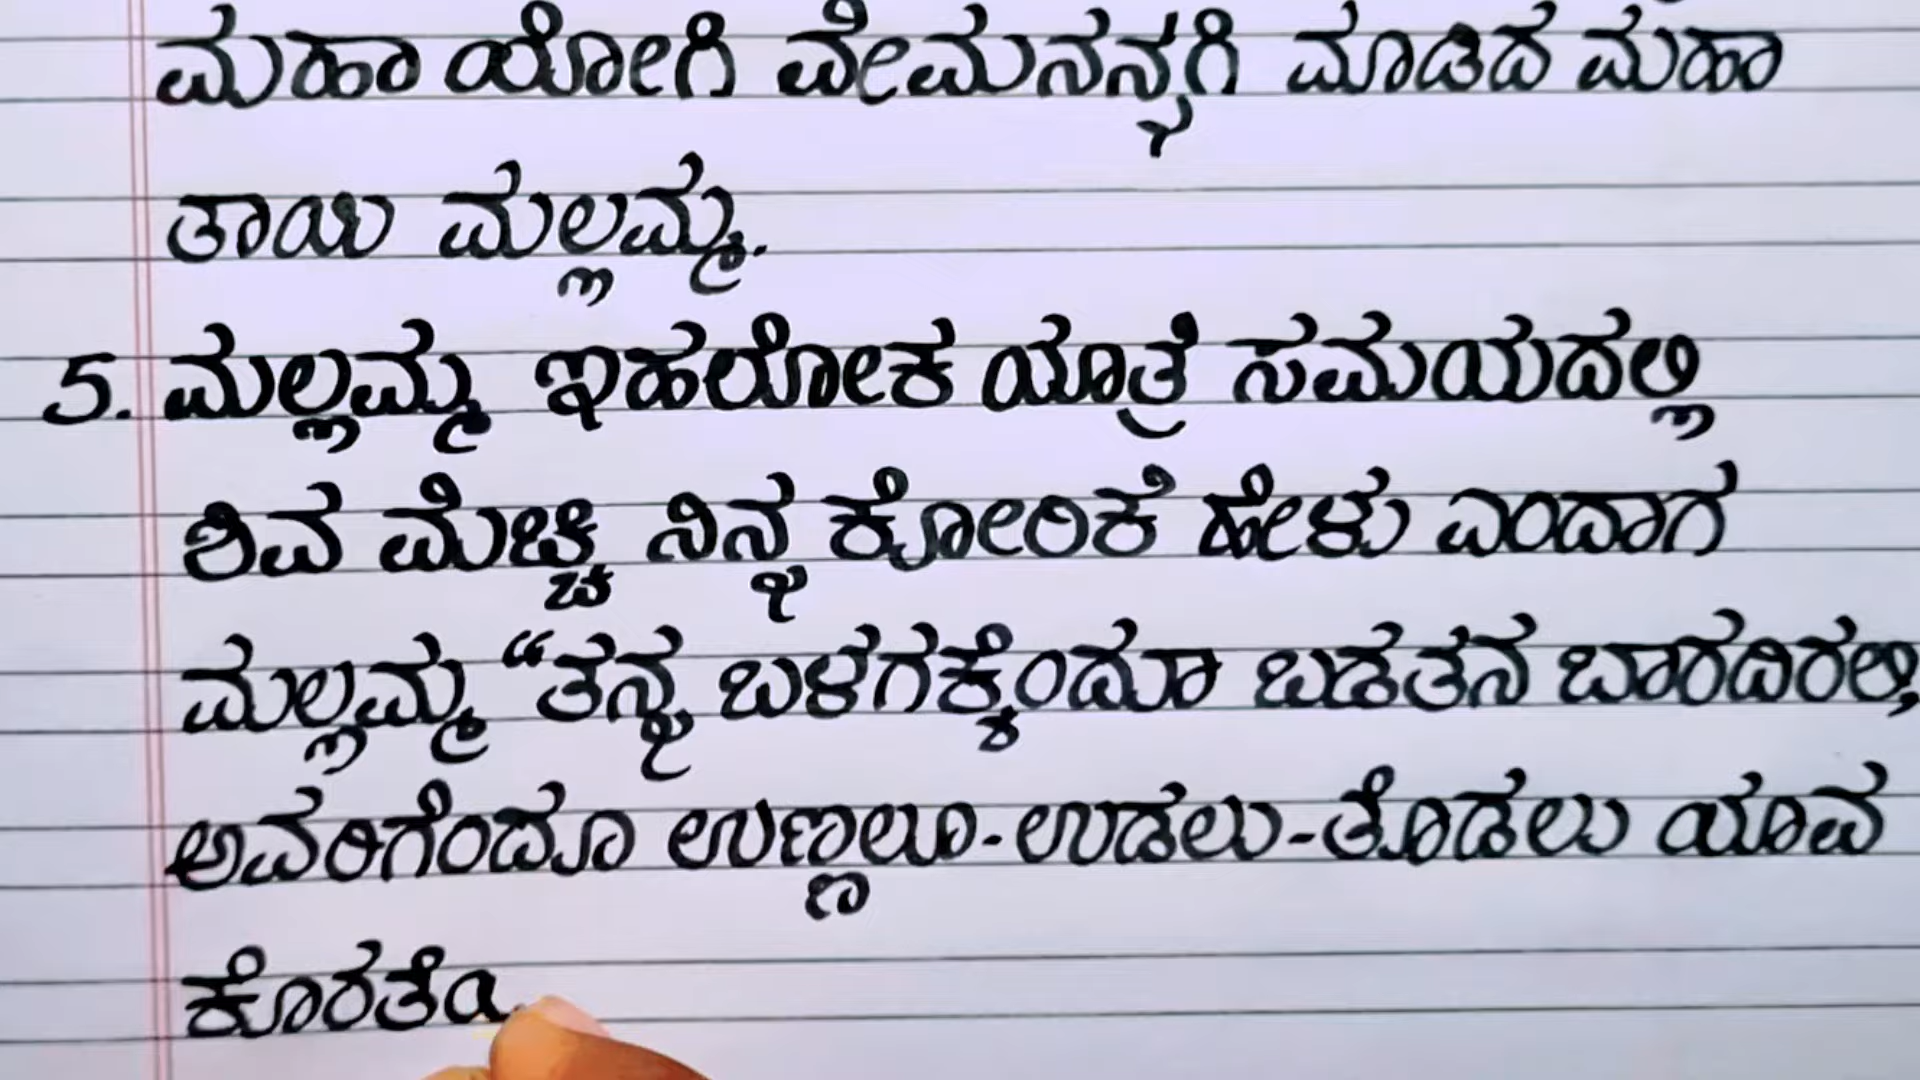 ಮಹಾ ಯೋಗಿ ವೇಮನನ್ನಾಗಿ ಮಾಡಿದ ಮಹಾ
ತಾಯಿ ಮಲ್ಲಮ್ಮ.
5. ಮಲ್ಲಮ್ಮ ಇಹಲೋಕ ಯಾತ್ರೆ ಸಮಯದಲ್ಲಿ
ಶಿವ ಮೆಚ್ಚಿ ನಿನ್ನ ಕೋರಿಕೆ ಹೇಳು ಎಂದಾಗ
ಮಲ್ಲಮ್ಮ “ತನ್ನ ಬಳಗಕ್ಕೆಂದೂ ಬಡತನ ಬಾರದಿರಲಿ,
ಅವರಿಗೆಂದೂ ಉಣ್ಣಲೂ-ಉಡಲು-ತೊಡಲು ಯಾವ
ಕೊರತೆ